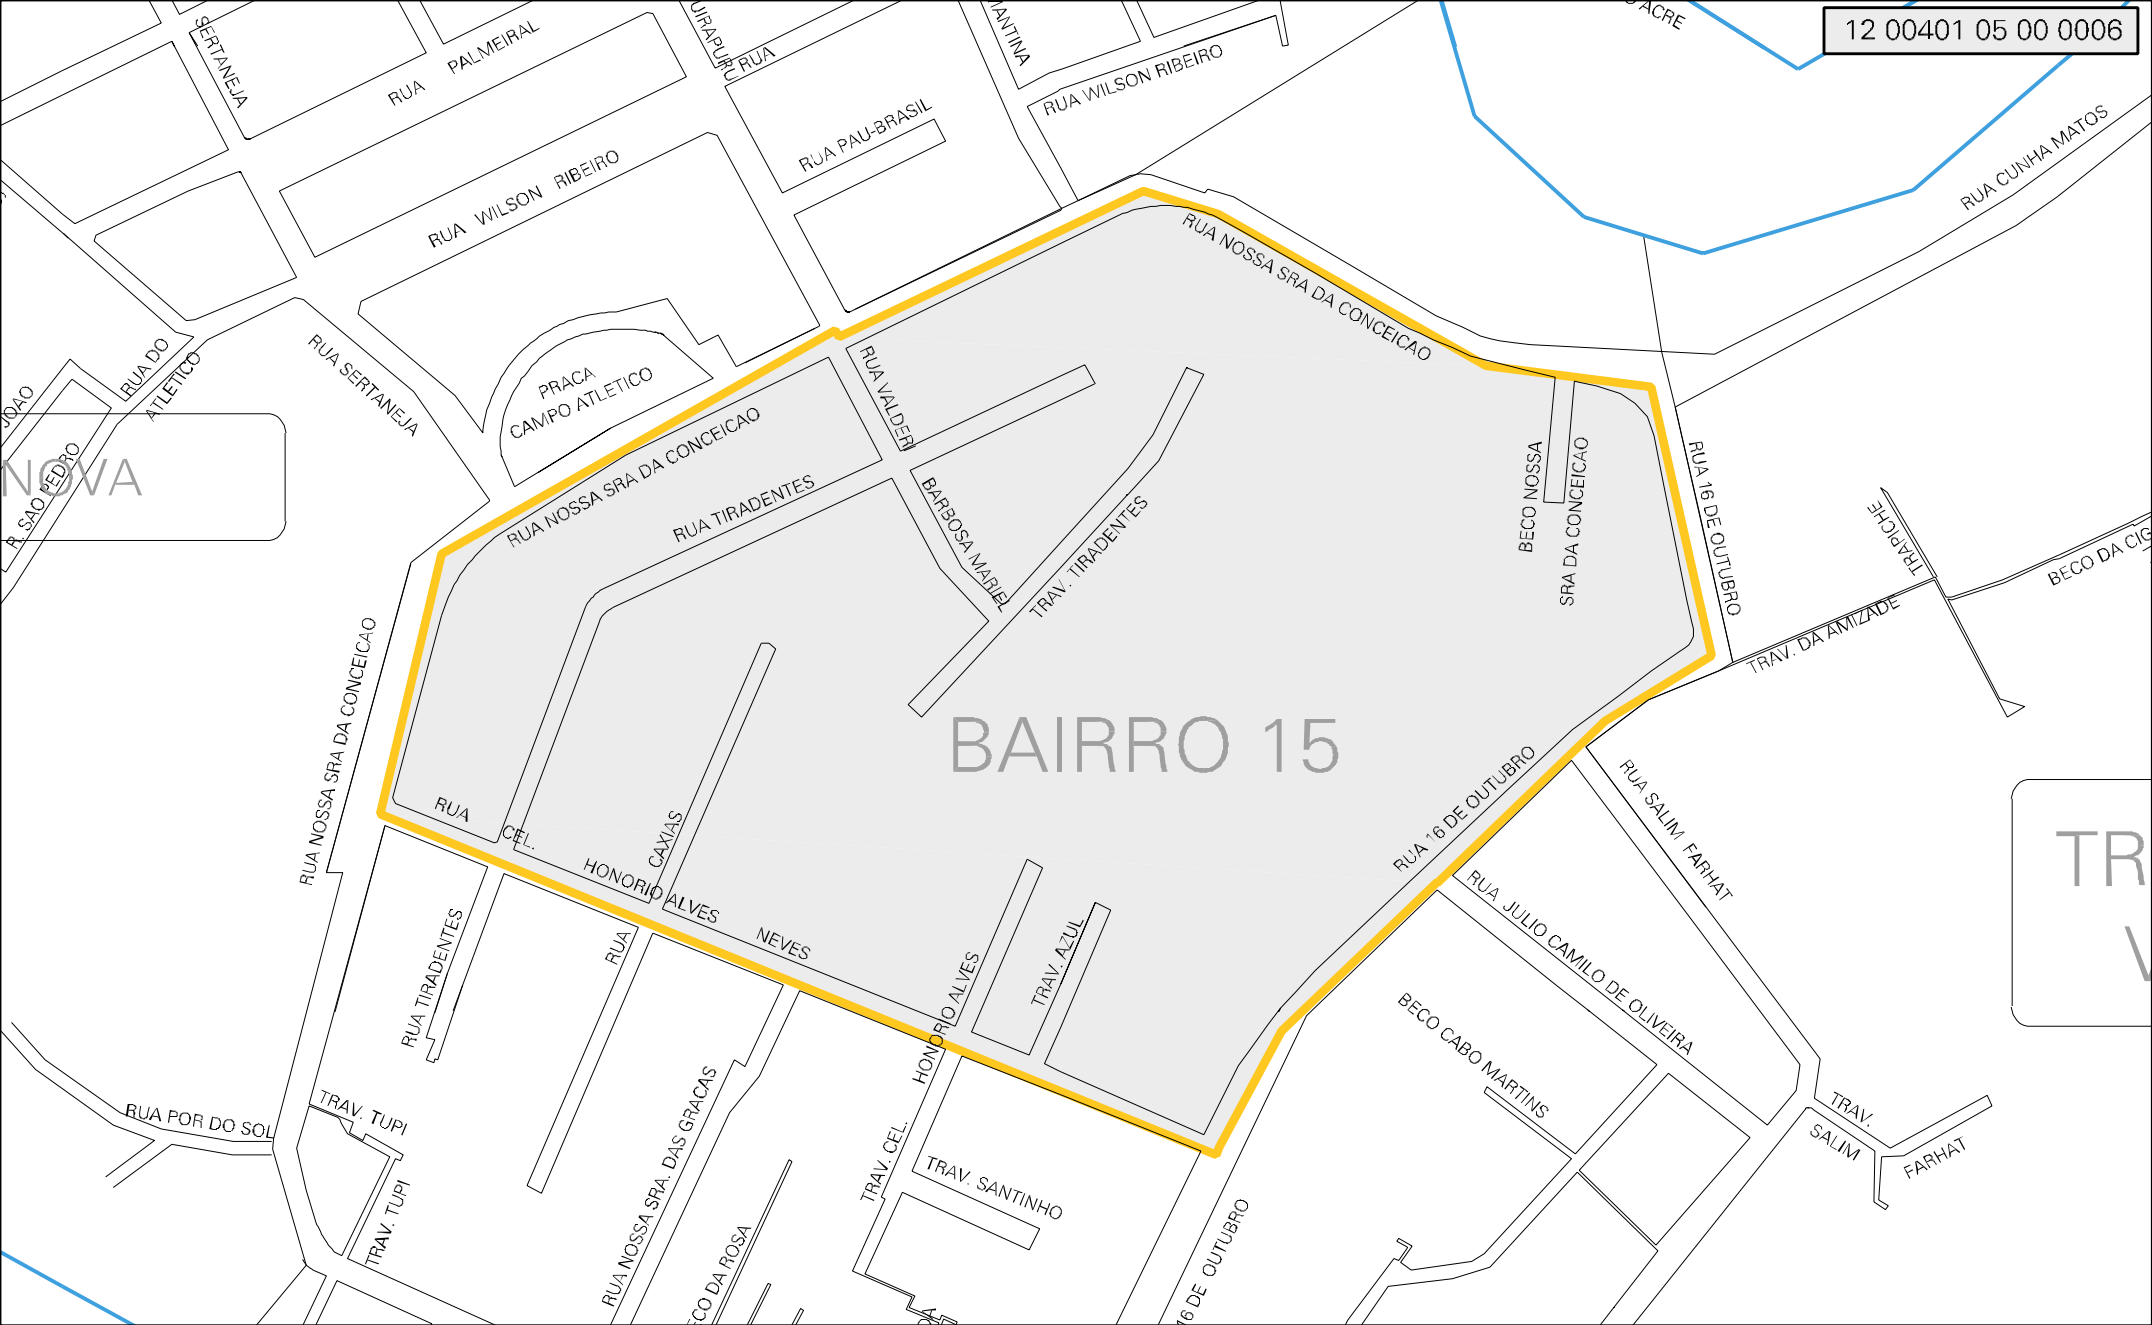 12 00401 05 00 0006
ACRE
SERTANEJA
RUA PALMEIRAL
RUA
RUA WILSON RIBEIRO
RUA PAU-BRASIL
RUA CUNHA MATOS
RUA WILSON RIBEIRO
RUA NOSSA SRA DA CONCEICAO
RUA SERTANEJA
RUA DO
ATLETICO
PRACA
CAMPO ATLETICO
RUA VALDERI
BARBOSA MARIEL
JOAO
NOVA
R. SAO PEDRO
RUA NOSSA SRA DA CONCEICAO
RUA TIRADENTES
TRAV. TIRADENTES
BECO NOSSA
SRA DA CONCEICAO
RUA 16 DE OUTUBRO
TRAPICHE
BECO DA CIG
TRAV. DA AMIZADE
RUA NOSSA SRA DA CONCEICAO
BAIRRO 15
RUA 16 DE OUTUBRO
RUA SALIM FARHAT
RUA
CEL.
HONORIO ALVES
NEVES
CAXIAS
RUA
RUA TIRADENTES
HONORIO ALVES
TRAV. CEL.
TRAV. AZUL
RUA JULIO CAMILO DE OLIVEIRA
BECO CABO MARTINS
TR
V
RUA POR DO SOL
TRAV. TUPI
TRAV. TUPI
RUA NOSSA SRA. DAS GRACAS
TRAV. SANTINHO
TRAV.
SALIM
FARHAT
DA ROSA
16 DE OUTUBRO